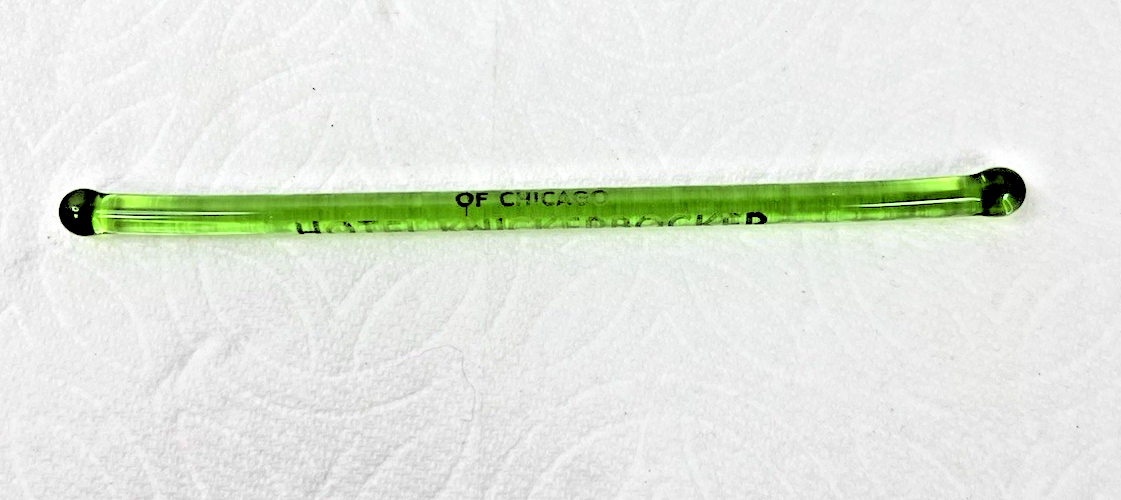 OF CHICAGO
HOTEL KNICKERBOCKER